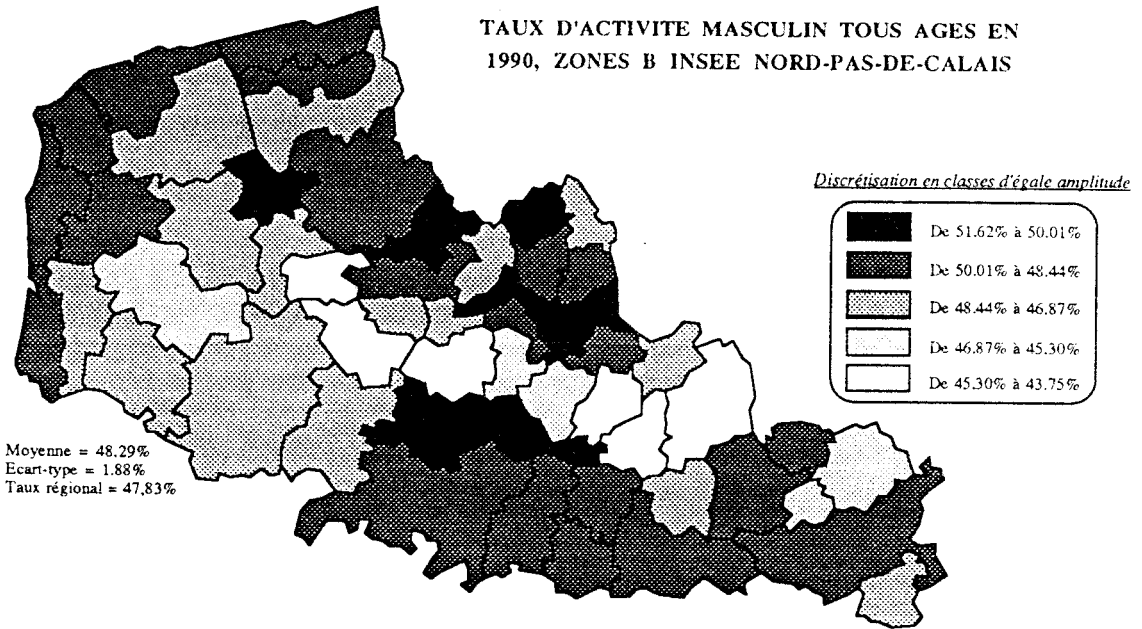 TAUX D'ACTIVITE MASCULIN TOUS AGES EN
1990, ZONES B INSEE NORD-PAS-DE-CALAIS
Discrétisation en classes d'égale amplitude
De 51.62% à 50.01%
De 50.01% à 48.44%
De 48.44% à 46.87%
De 46.87% à 45.30%
De 45.30% à 43.75%
Moyenne = 48,29%
Ecart-type = 1.88%
Taux régional = 47,83%